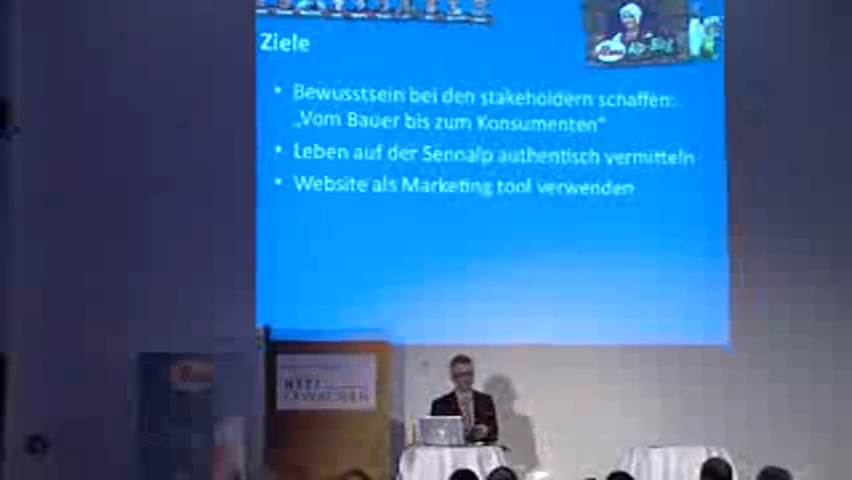 Ziele
• Bewusstsein bei den stakeholdern schaffen:
„Vom Bauer bis zum Konsumenten“
• Leben auf der Sennalp authentisch vermitteln
• Website als Marketing tool verwenden